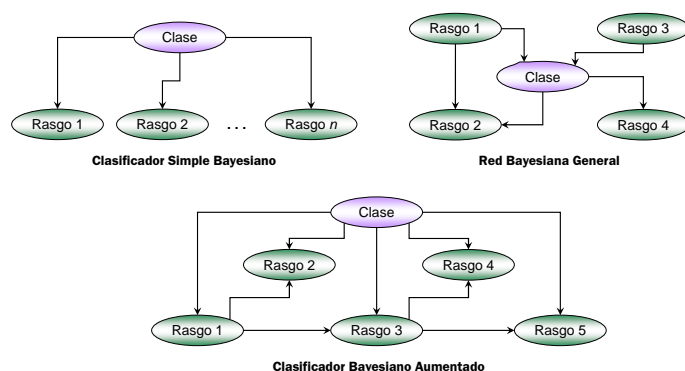 Clase
Rasgo 1
Rasgo 2
...
Rasgo n
Clasificador Simple Bayesiano
Rasgo 1
Rasgo 3
Clase
Rasgo 2
Rasgo 4
Red Bayesiana General
Clase
Rasgo 2
Rasgo 4
Rasgo 1
Rasgo 3
Rasgo 5
Clasificador Bayesiano Aumentado